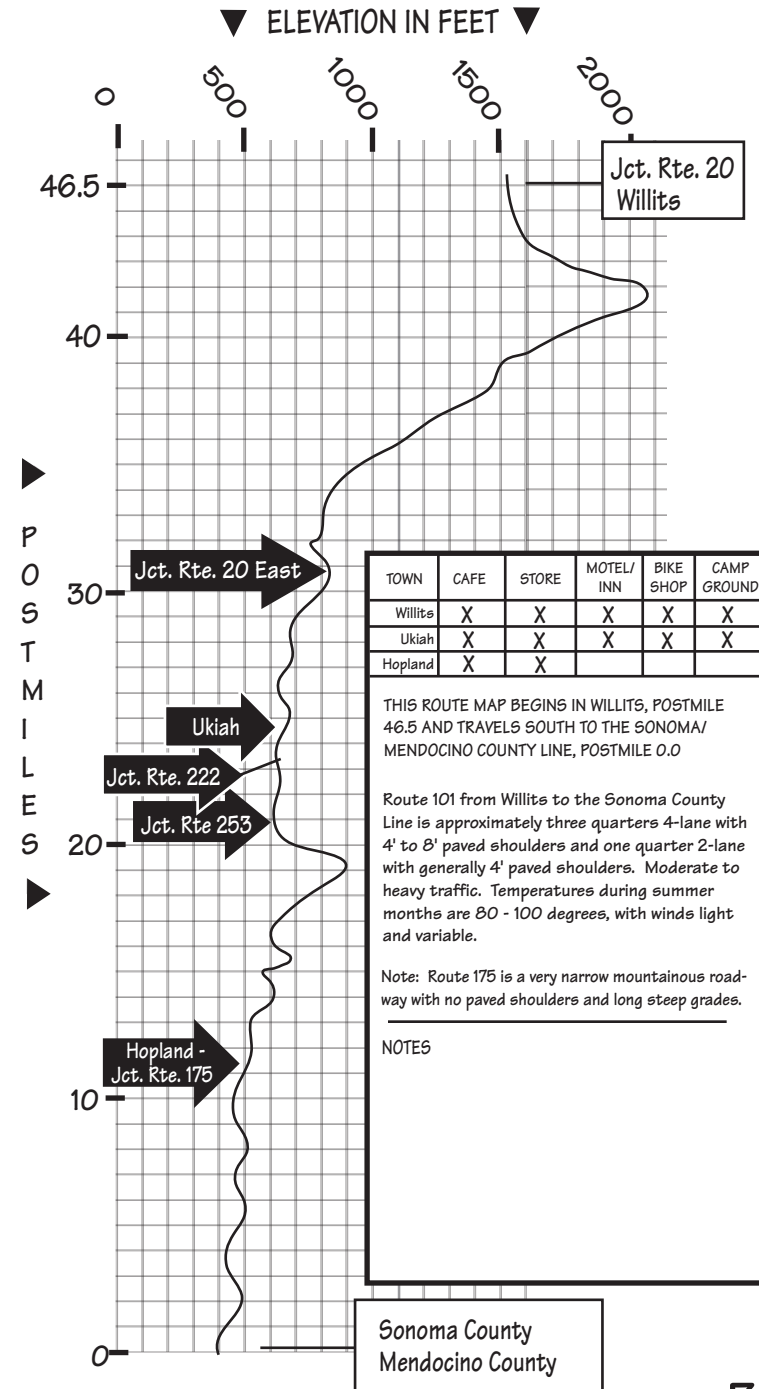 ELEVATION IN FEET
0
500
1000
1500
2000
46.5
Jct. Rte. 20
Willits
40
POSTMILES
Jct. Rte. 20 East
30
TOWN CAFE STORE MOTEL/ INN BIKE SHOP CAMP GROUND
Willits X X X X X
Ukiah X X X X X
Hopland X X
Ukiah
Jct. Rte. 222
Jct. Rte 253
20
THIS ROUTE MAP BEGINS IN WILLITS, POSTMILE
46.5 AND TRAVELS SOUTH TO THE SONOMA/
MENDOCINO COUNTY LINE, POSTMILE 0.0
Route 101 from Willits to the Sonoma County
Line is approximately three quarters 4-lane with
4' to 8' paved shoulders and one quarter 2-lane
with generally 4' paved shoulders. Moderate to
heavy traffic. Temperatures during summer
months are 80 - 100 degrees, with winds light
and variable.
Note: Route 175 is a very narrow mountainous road-
way with no paved shoulders and long steep grades.
NOTES
Hopland -
Jct. Rte. 175
10
0
Sonoma County
Mendocino County